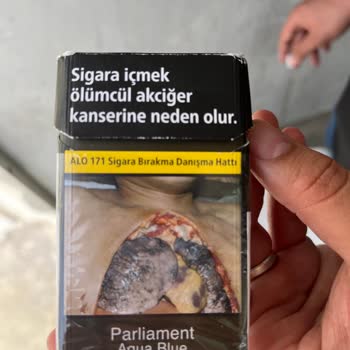 Sigara içmek
ölümcül akciğer
kanserine neden olur.
ALO 171 Sigara Bırakma Danışma Hattı
Parliament
Aqua Blue